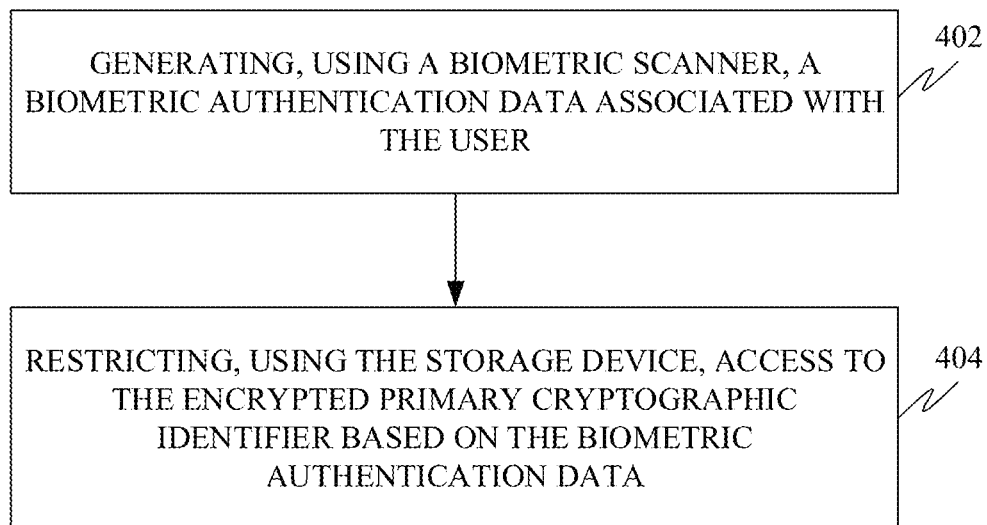 402
GENERATING, USING A BIOMETRIC SCANNER, A
BIOMETRIC AUTHENTICATION DATA ASSOCIATED WITH
THE USER
404
RESTRICTING, USING THE STORAGE DEVICE, ACCESS TO
THE ENCRYPTED PRIMARY CRYPTOGRAPHIC
IDENTIFIER BASED ON THE BIOMETRIC
AUTHENTICATION DATA